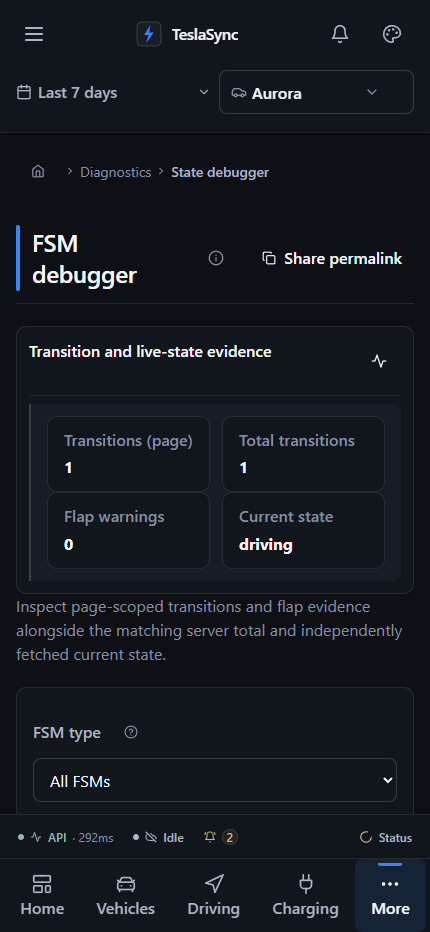 TeslaSync
Last 7 days
Aurora
Diagnostics
State debugger
FSM
debugger
Share permalink
Transition and live-state evidence
Transitions (page)
1
Total transitions
1
Flap warnings
0
Current state
driving
Inspect page-scoped transitions and flap evidence
alongside the matching server total and independently
fetched current state.
FSM type
All FSMs
API · 292ms
Idle
2
Status
Home
Vehicles
Driving
Charging
More